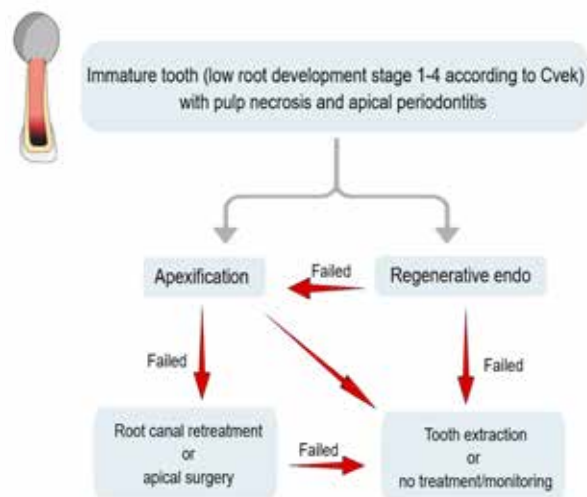 Immature tooth (low root development stage 1-4 according to Cvek)
with pulp necrosis and apical periodontitis
Apexification
Failed
Regenerative endo
Failed
Failed
Root canal retreatment
or
apical surgery
Failed
Tooth extraction
or
no treatment/monitoring